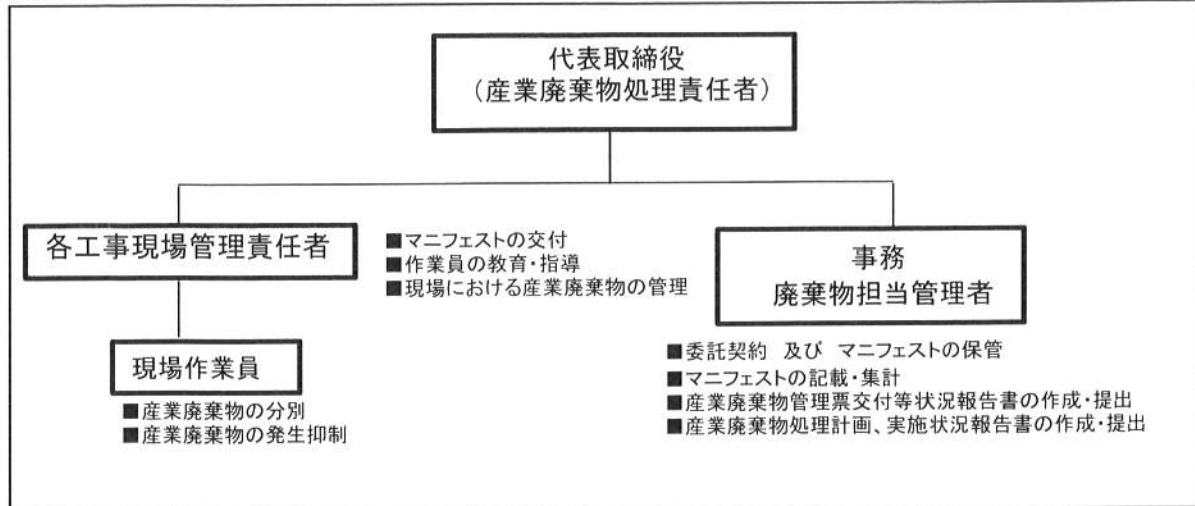 代表取締役
（産業廃棄物処理責任者）
各工事現場管理責任者
■マニフェストの交付
■作業員の教育・指導
■現場における産業廃棄物の管理
現場作業員
■産業廃棄物の分別
■産業廃棄物の発生抑制
事務
廃棄物担当管理者
■委託契約 及び マニフェストの保管
■マニフェストの記載・集計
■産業廃棄物管理票交付等状況報告書の作成・提出
■産業廃棄物処理計画、実施状況報告書の作成・提出